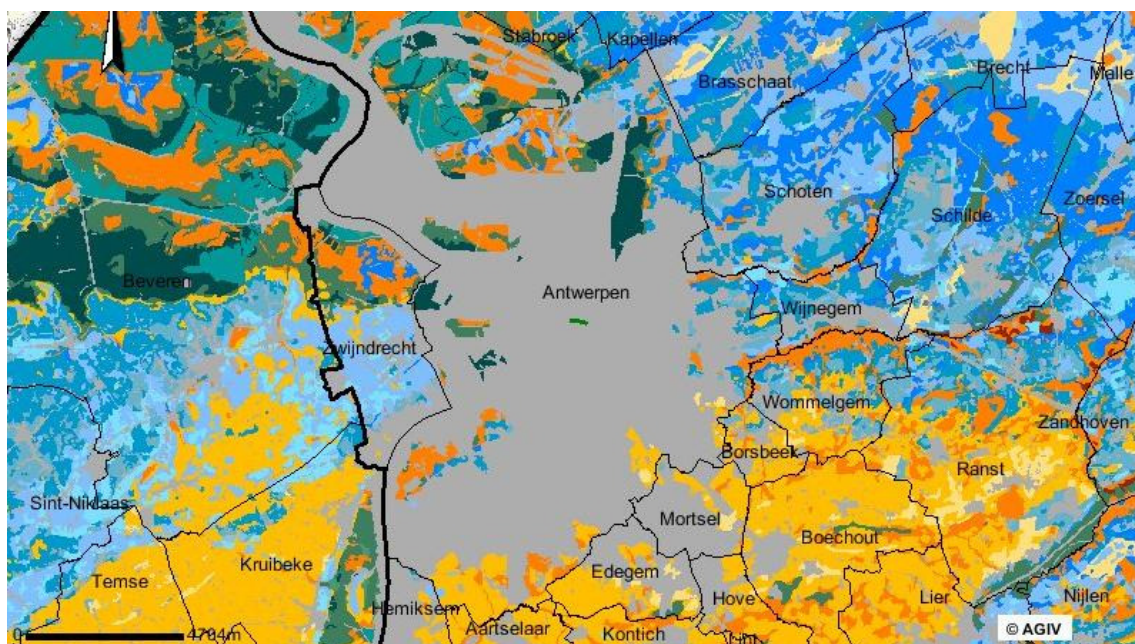 Stabroek
Kapellen
Brasschaat
Brecht
Malle
Schoten
Schilde
Zoersel
Beveren
Antwerpen
Wijnegem
Zwijndrecht
Wommelgem
Zandhoven
Borsbeek
Ranst
Sint-Niklaas
Mortsel
Boechout
Kruibeke
Edegem
Temse
Hemiksem
Hove
Lier
Nijlen
Aartselaar
Kontich
0 4704m
© AGIV